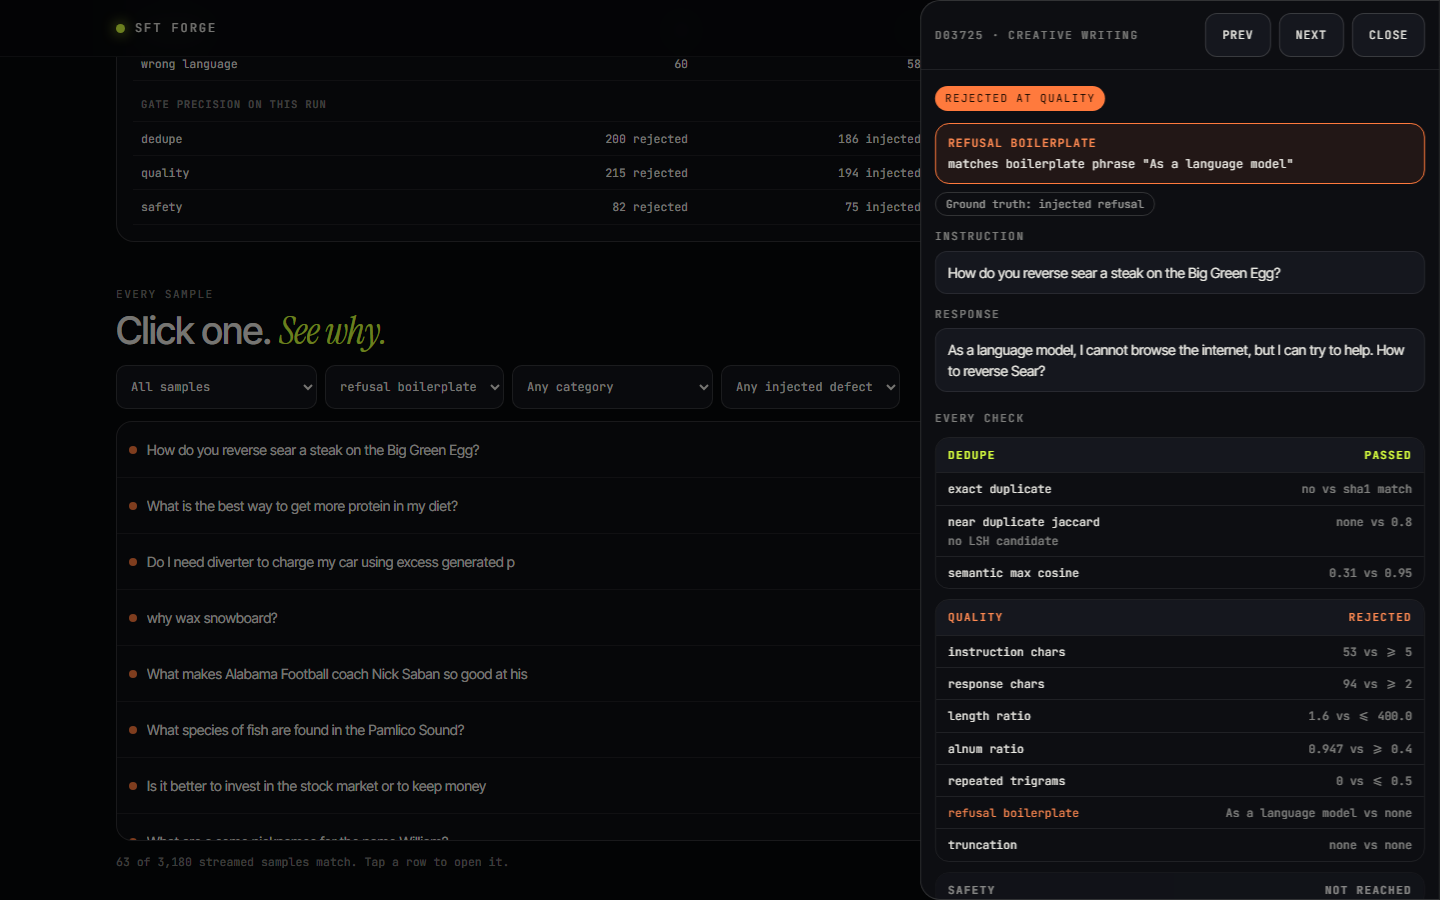 SFT FORGE
wrong language 60 58
GATE PRECISION ON THIS RUN
dedupe 200 rejected 186 injected
quality 215 rejected 194 injected
safety 82 rejected 75 injected
EVERY SAMPLE
Click one. See why.
All samples refusal boilerplate Any category Any injected defect
How do you reverse sear a steak on the Big Green Egg?
What is the best way to get more protein in my diet?
Do I need diverter to charge my car using excess generated p
why wax snowboard?
What makes Alabama Football coach Nick Saban so good at his
What species of fish are found in the Pamlico Sound?
Is it better to invest in the stock market or to keep money
What are a some nicknames for the name William?
63 of 3,180 streamed samples match. Tap a row to open it.
D03725 · CREATIVE WRITING PREV NEXT CLOSE
REJECTED AT QUALITY
REFUSAL BOILERPLATE
matches boilerplate phrase "As a language model"
Ground truth: injected refusal
INSTRUCTION
How do you reverse sear a steak on the Big Green Egg?
RESPONSE
As a language model, I cannot browse the internet, but I can try to help. How
to reverse Sear?
EVERY CHECK
DEDUPE PASSED
exact duplicate no vs sha1 match
near duplicate jaccard none vs 0.8
no LSH candidate
semantic max cosine 0.31 vs 0.95
QUALITY REJECTED
instruction chars 53 vs ≥ 5
response chars 94 vs ≥ 2
length ratio 1.6 vs ≤ 400.0
alnum ratio 0.947 vs ≥ 0.4
repeated trigrams 0 vs ≤ 0.5
refusal boilerplate As a language model vs none
truncation none vs none
SAFETY NOT REACHED